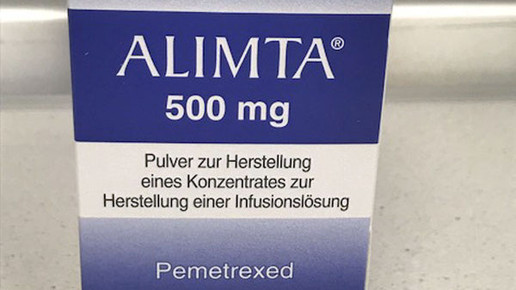 ALIMTA®
500 mg
Pulver zur Herstellung
eines Konzentrates zur
Herstellung einer Infusionslösung
Pemetrexed